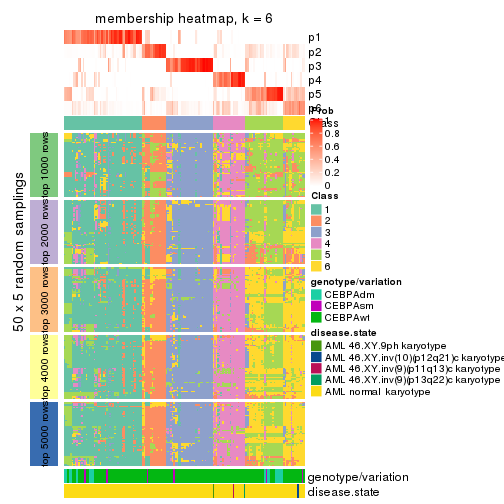 membership heatmap, k = 6
p1
p2
p3
p4
p5
p6
Prob
Class
0.8
0.6
0.4
0.2
0
Class
1
2
3
4
5
6
genotype/variation
CEBPAdm
CEBPAsm
CEBPAwt
disease.state
AML 46.XY.9ph karyotype
AML 46.XY.inv(10)(p12q21)c karyotype
AML 46.XY.inv(9)(p11q13)c karyotype
AML 46.XY.inv(9)(p13q22)c karyotype
AML normal karyotype
50 x 5 random samplings
top 1000 rows
top 2000 rows
top 3000 rows
top 4000 rows
top 5000 rows
genotype/variation
disease.state